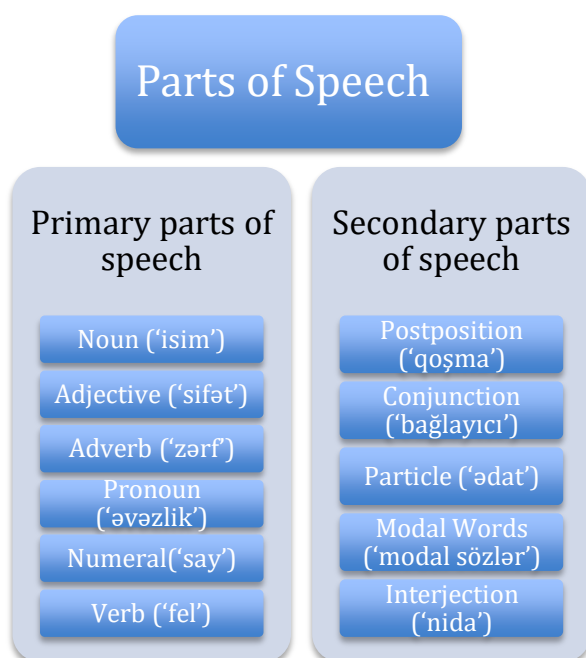 Parts of Speech
Primary parts of
speech
Noun (‘isim’)
Adjective (‘sifət’)
Adverb (‘zərf’)
Pronoun
(‘əvəzlik’)
Numeral(‘say’)
Verb (‘fel’)
Secondary parts
of speech
Postposition
(‘qoşma’)
Conjunction
(‘bağlayıcı’)
Particle (‘ədat’)
Modal Words
(‘modal sözlər’)
Interjection
(‘nida’)